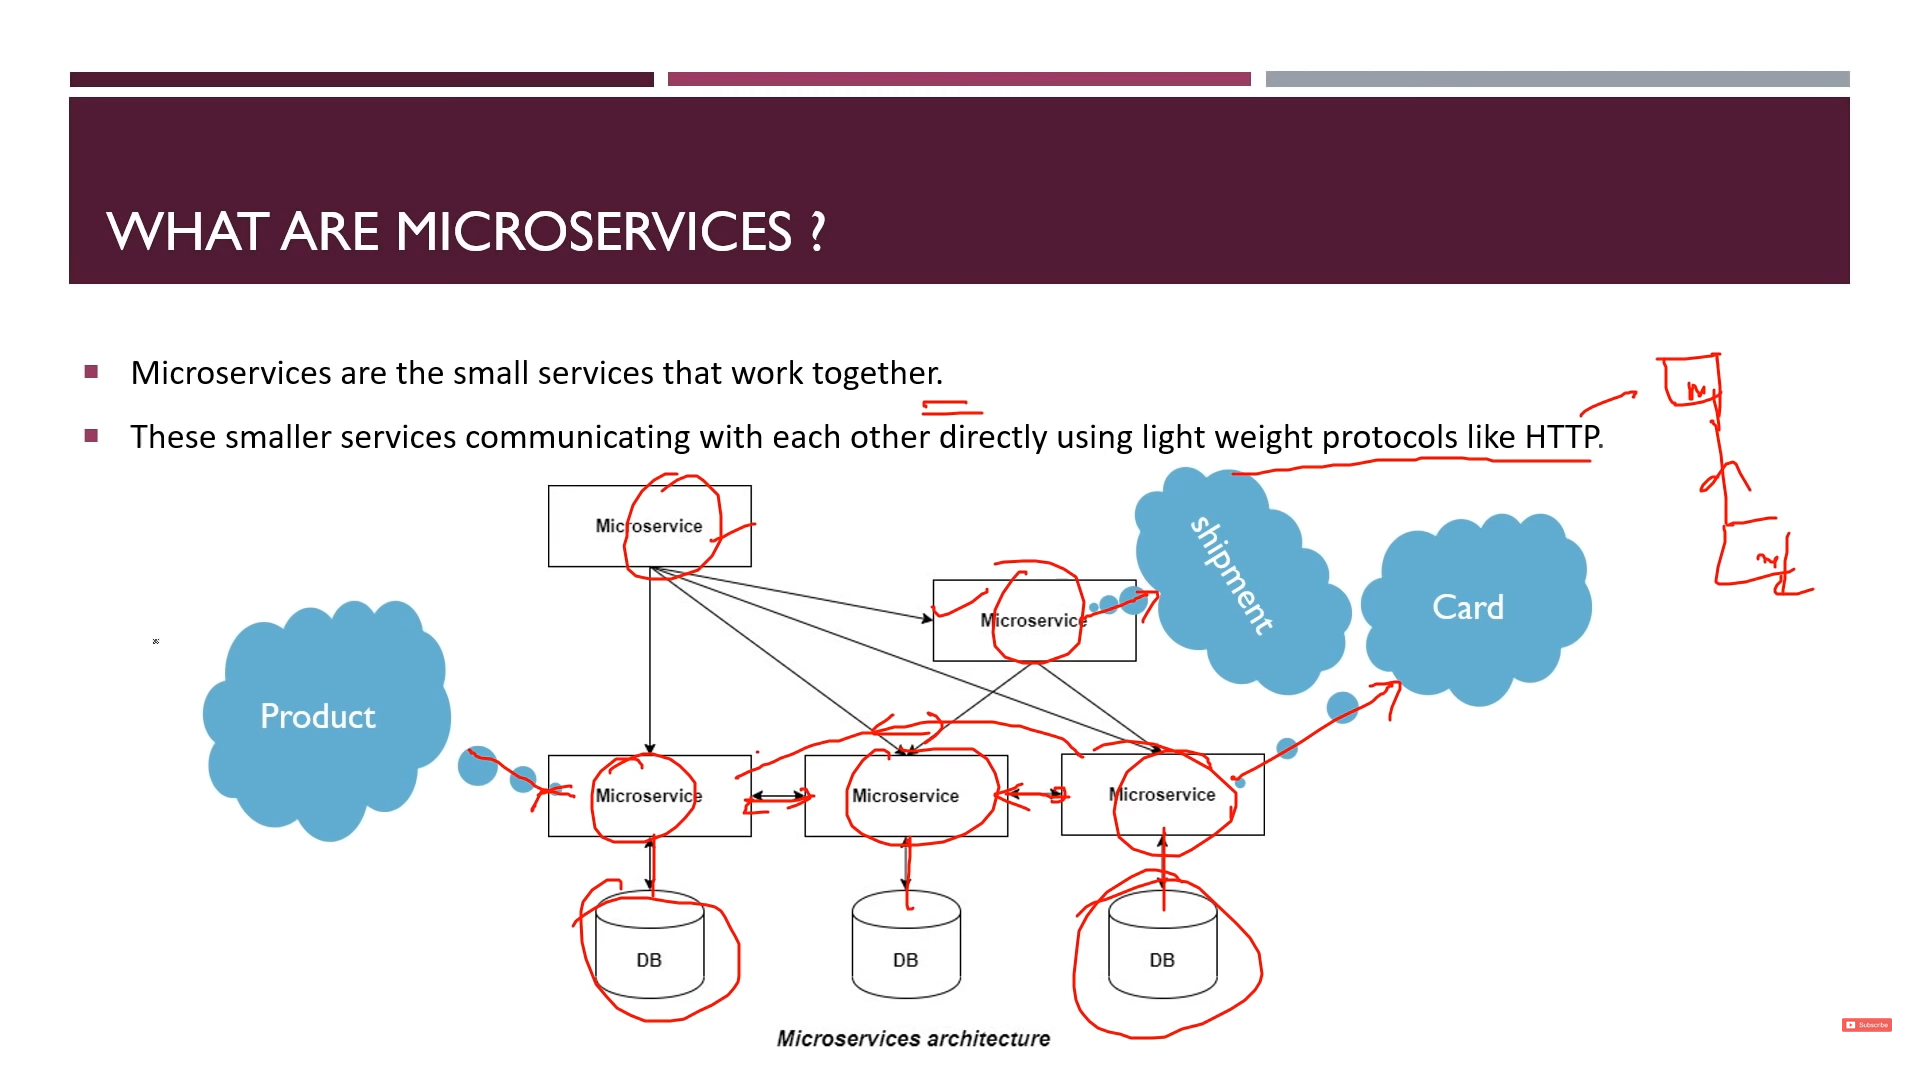 WHAT ARE MICROSERVICES ?
Microservices are the small services that work together.
These smaller services communicating with each other directly using light weight protocols like HTTP.
Microservice
shipment
Card
Microservice
Product
Microservice
Microservice
Microservice
DB
DB
DB
Microservices architecture
Subscribe